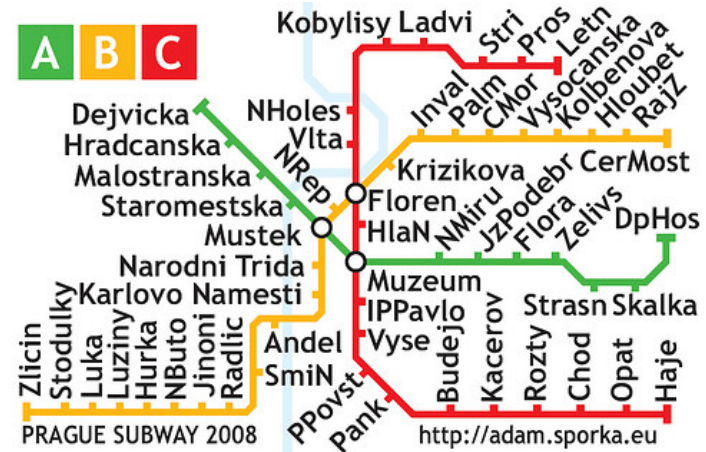 A B C
Kobylisy
Ladvi
Stri
Pros
Letn
NHoles
Vlta
Inval
Palm
CMor
Vysocanska
Kolbenova
Hloubet
RajZ
CerMost
Dejvicka
Hradcanska
Malostranska
Staromestska
Mustek
NRep
Krizikova
Floren
HlaN
NMiru
JzPodebr
Flora
Zelivs
DpHos
Strasn
Skalka
Narodni Trida
Karlovo Namesti
Muzeum
IPPavlo
Vyse
Andel
SmiN
Zlicin
Stodulky
Luka
Luziny
Hurka
NButo
Jinoni
Radlic
PPovst
Pank
Budejo
Kacerov
Rozty
Chod
Opat
Haje
PRAGUE SUBWAY 2008
http://adam.sporka.eu